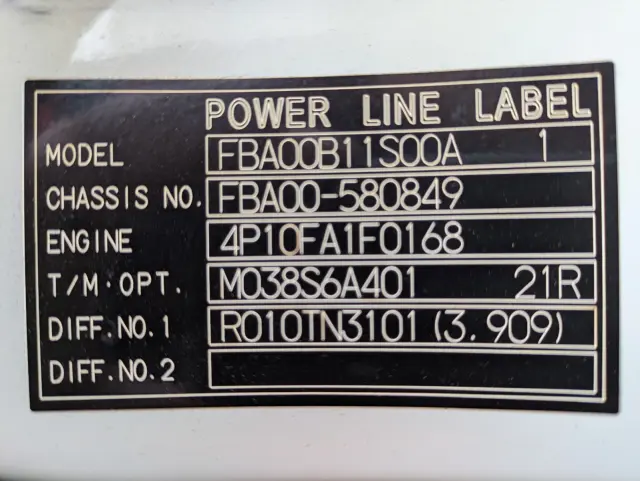 POWER LINE LABEL
MODEL FBA00B11S00A 1
CHASSIS NO. FBA00-580849
ENGINE 4P10FA1F0168
T/M·OPT. M038S6A401 21R
DIFF.NO.1 R010TN3101(3.909)
DIFF.NO.2